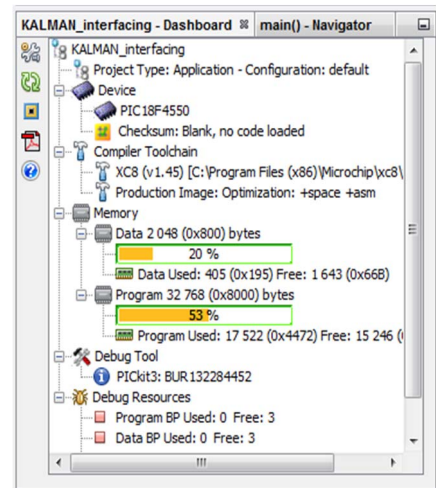 KALMAN_interfacing - Dashboard main() - Navigator
KALMAN_interfacing
Project Type: Application - Configuration: default
Device
PIC18F4550
Checksum: Blank, no code loaded
Compiler Toolchain
XC8 (v1.45) [C:\Program Files (x86)\Microchip\xc8\
Production Image: Optimization: +space +asm
Memory
Data 2 048 (0x800) bytes
20 %
Data Used: 405 (0x195) Free: 1 643 (0x66B)
Program 32 768 (0x8000) bytes
53 %
Program Used: 17 522 (0x4472) Free: 15 246 (
Debug Tool
PICkit3: BUR132284452
Debug Resources
Program BP Used: 0 Free: 3
Data BP Used: 0 Free: 3